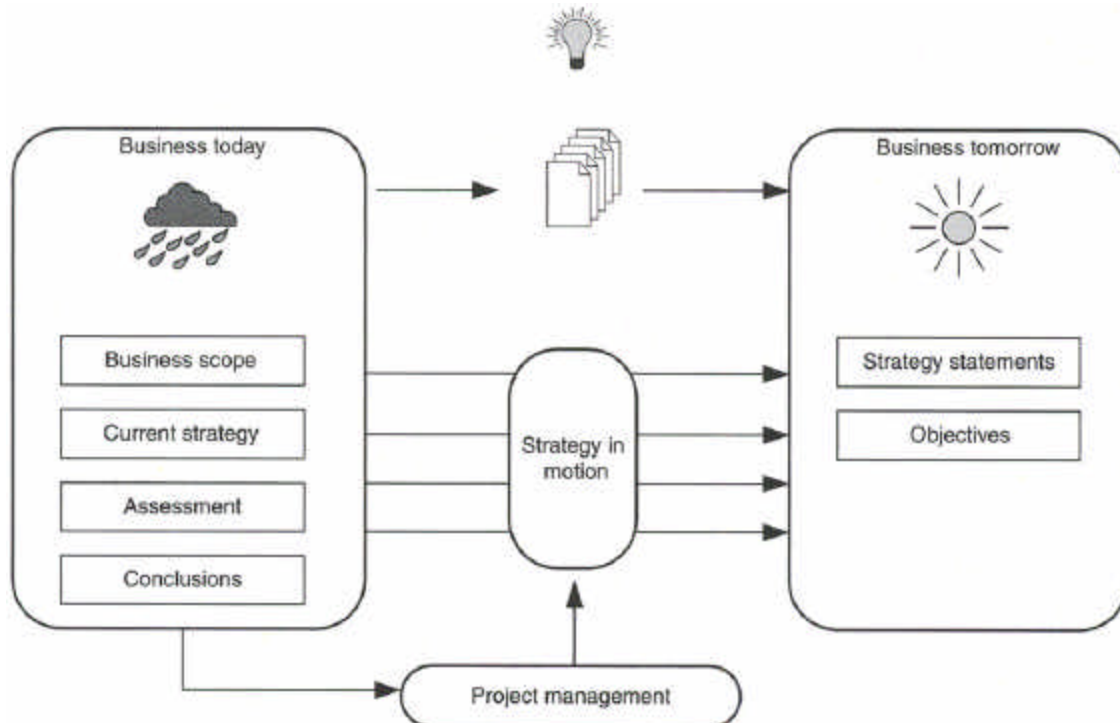 Business today
Business tomorrow
Business scope
Current strategy
Assessment
Conclusions
Strategy in
motion
Strategy statements
Objectives
Project management